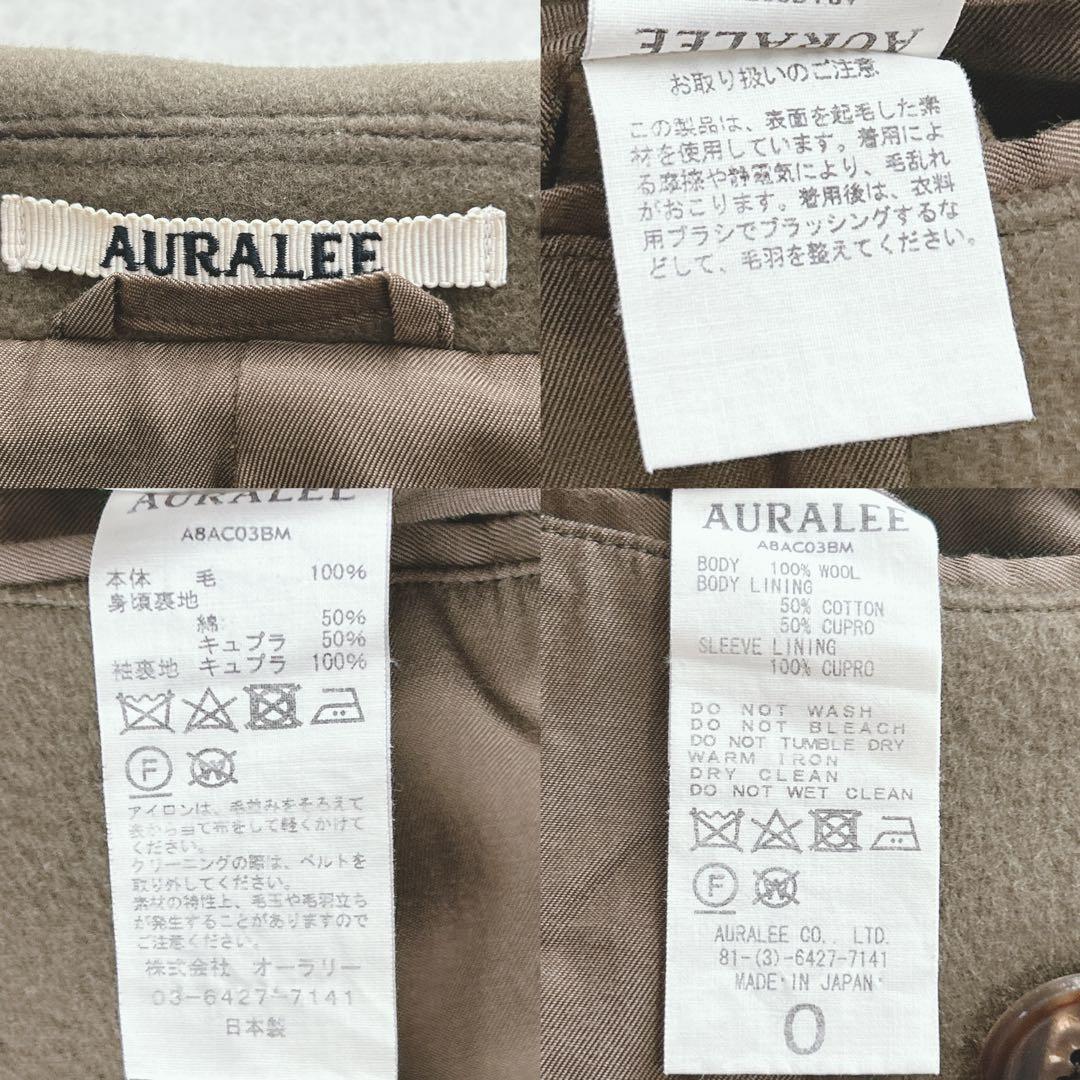 AURALEE
AURALEE
お取り扱いのご注意
この製品は、表面を起毛した素
材を使用しています。着用によ
る摩擦や静電気により、毛乱れ
がおこります。着用後は、衣料
用ブラシでブラッシングするな
どして、毛羽を整えてください。
AURALEE
A8AC03BM
本体 毛 100%
身頃裏地
綿 50%
キュプラ 50%
袖裏地 キュプラ 100%
F
W
アイロンは、毛並みをそろえて
表から当て布をして軽くかけて
ください。
クリーニングの際は、ベルトを
取り外してください。
素材の特性上、毛玉や毛羽立ち
が発生することがありますので
ご注意ください。
株式会社 オーラリー
03-6427-7141
日本製
AURALEE
A8AC03BM
BODY 100% WOOL
BODY LINING
50% COTTON
50% CUPRO
SLEEVE LINING
100% CUPRO
DO NOT WASH
DO NOT BLEACH
DO NOT TUMBLE DRY
WARM IRON
DRY CLEAN
DO NOT WET CLEAN
F
W
AURALEE CO., LTD.
81-(3)-6427-7141
MADE IN JAPAN
0